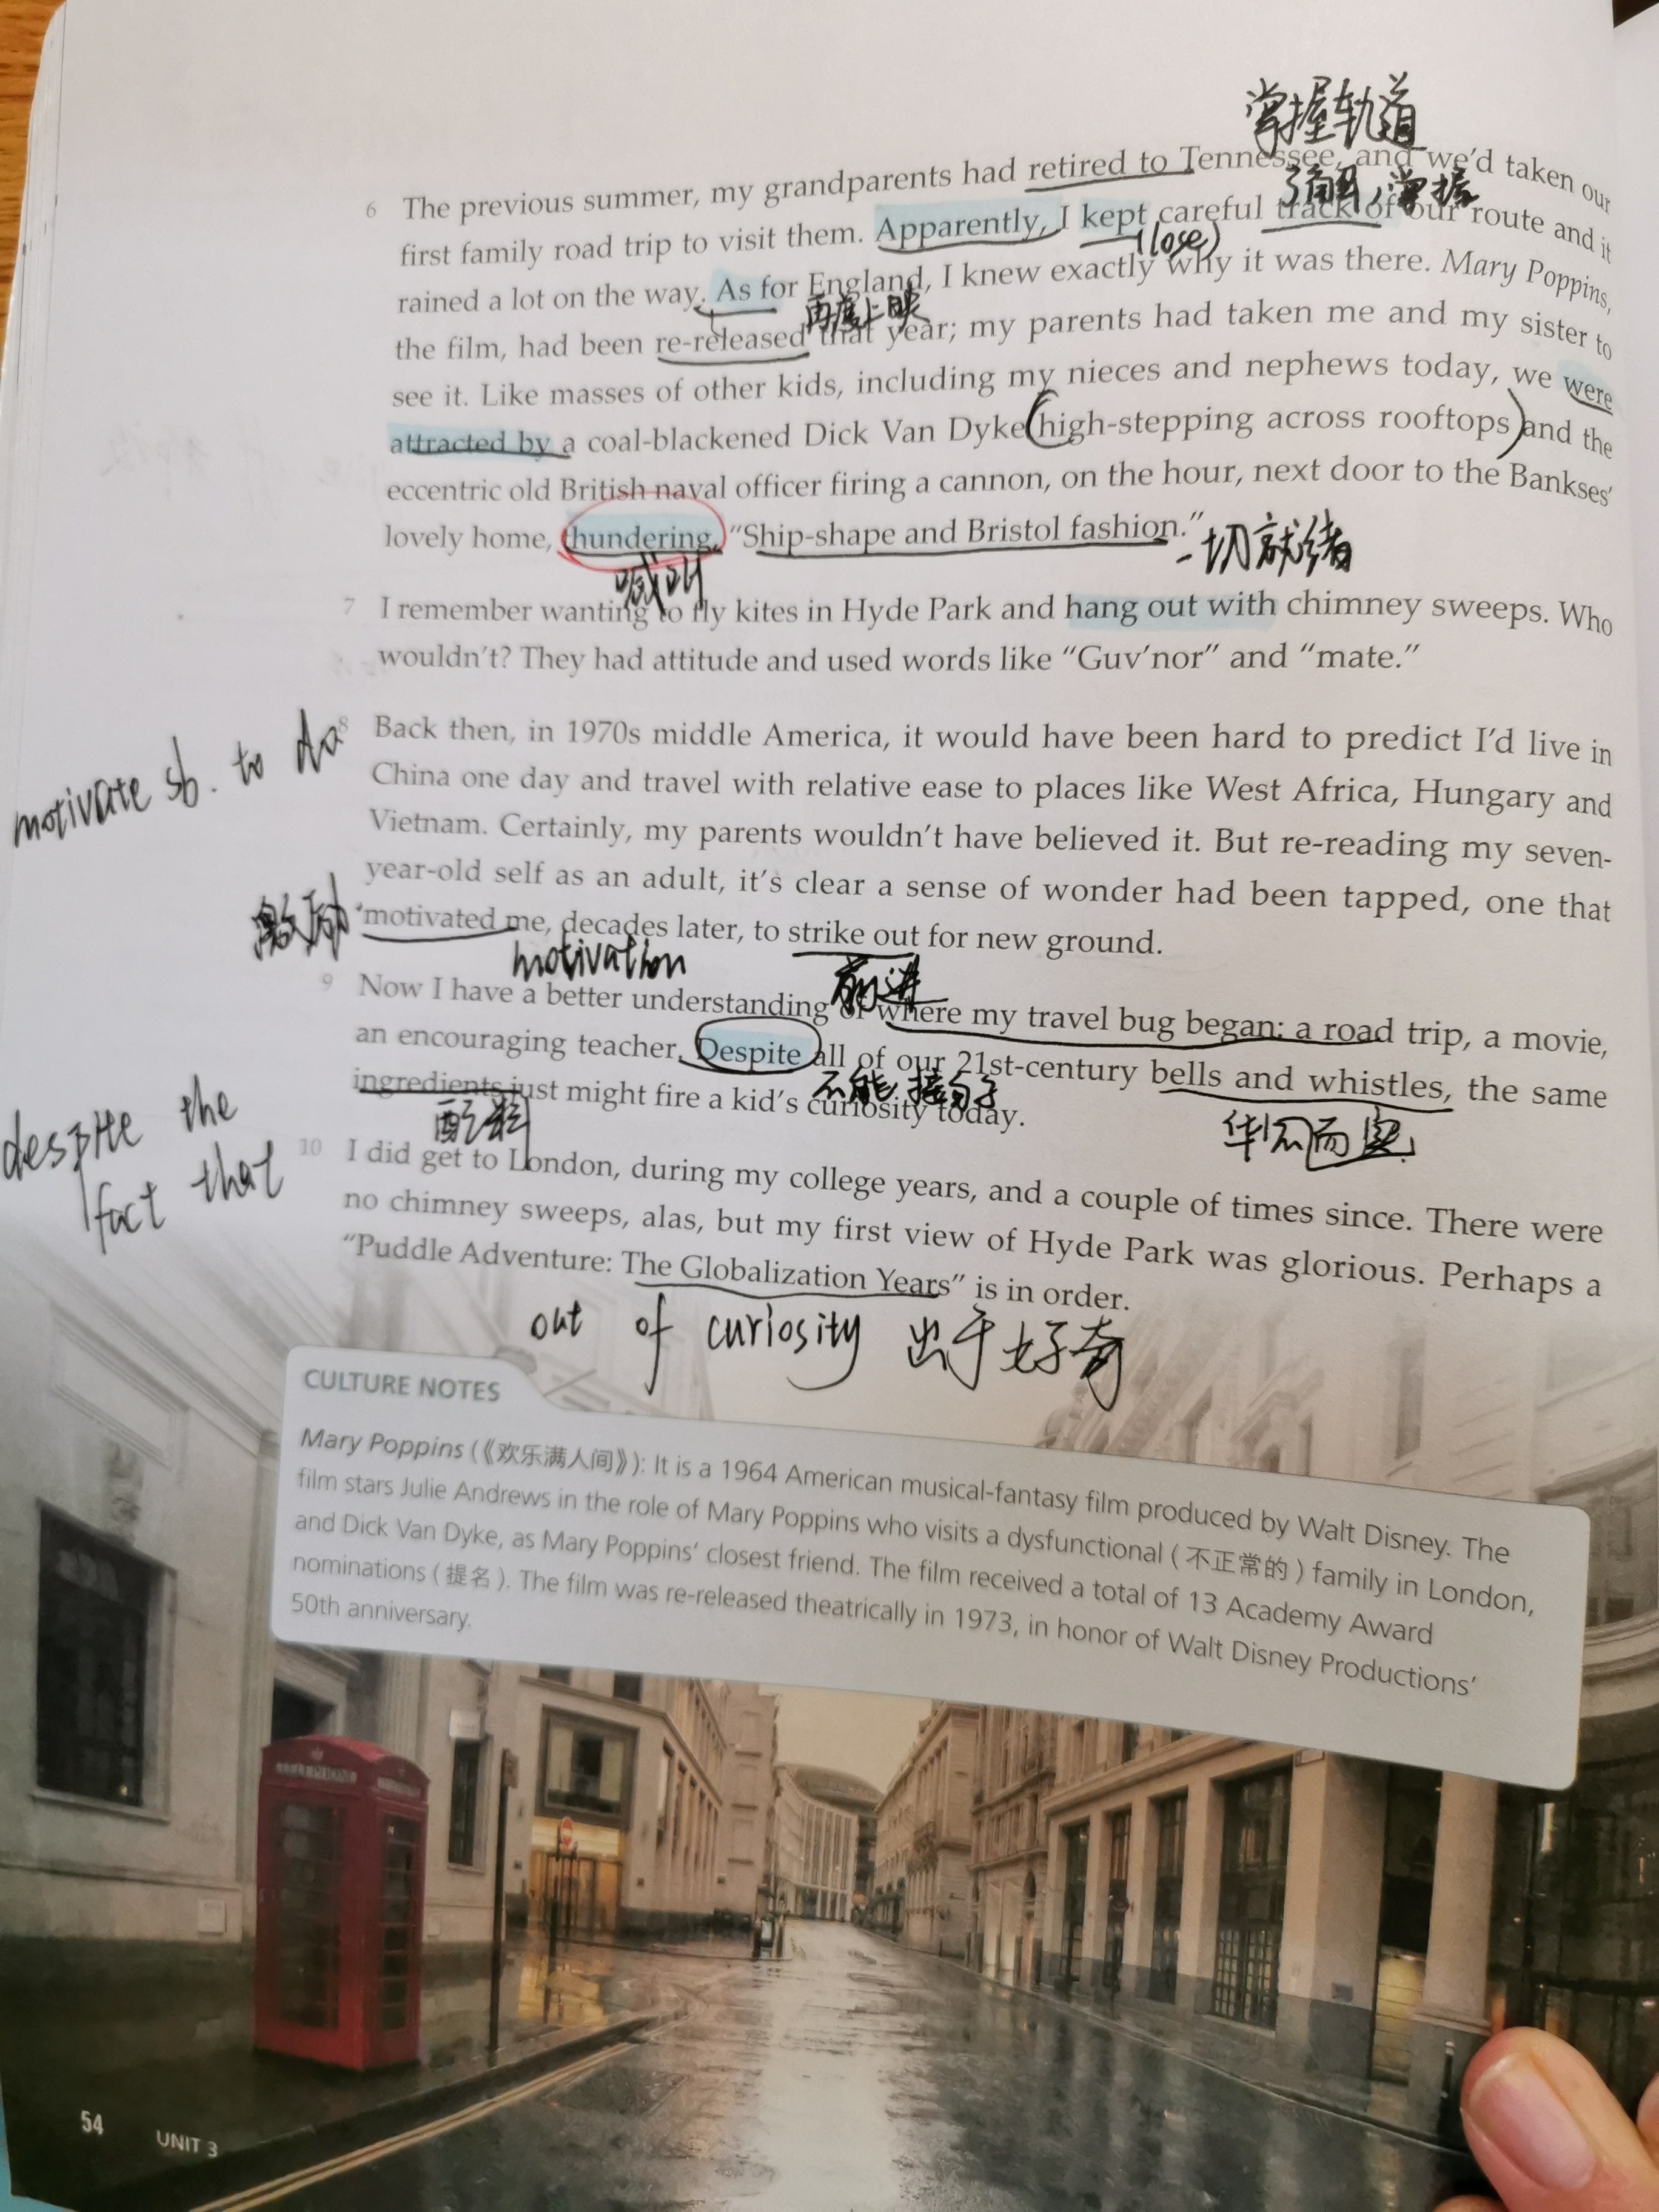 掌握轨道
6 The previous summer, my grandparents had retired to Tennessee, and we'd taken our
了解，掌握
first family road trip to visit them. Apparently, I kept careful track of our route and it
(lose)
rained a lot on the way. As for England, I knew exactly why it was there. Mary Poppins,
再度上映
the film, had been re-released that year; my parents had taken me and my sister to
see it. Like masses of other kids, including my nieces and nephews today, we were
attracted by a coal-blackened Dick Van Dyke high-stepping across rooftops and the
eccentric old British naval officer firing a cannon, on the hour, next door to the Bankses'
lovely home, thundering, "Ship-shape and Bristol fashion."
一切就绪
喊叫
7 I remember wanting to fly kites in Hyde Park and hang out with chimney sweeps. Who
wouldn't? They had attitude and used words like "Guv'nor" and "mate."
motivate sb. to do
8 Back then, in 1970s middle America, it would have been hard to predict I'd live in
China one day and travel with relative ease to places like West Africa, Hungary and
Vietnam. Certainly, my parents wouldn't have believed it. But re-reading my seven-
year-old self as an adult, it's clear a sense of wonder had been tapped, one that
激励
motivated me, decades later, to strike out for new ground.
motivation
前进
9 Now I have a better understanding of where my travel bug began: a road trip, a movie,
an encouraging teacher. Despite all of our 21st-century bells and whistles, the same
不能接句子
ingredients just might fire a kid's curiosity today.
配料
华而不实
despite the
fact that
10 I did get to London, during my college years, and a couple of times since. There were
no chimney sweeps, alas, but my first view of Hyde Park was glorious. Perhaps a
"Puddle Adventure: The Globalization Years" is in order.
out of curiosity 出于好奇
CULTURE NOTES
Mary Poppins (《欢乐满人间》): It is a 1964 American musical-fantasy film produced by Walt Disney. The
film stars Julie Andrews in the role of Mary Poppins who visits a dysfunctional (不正常的) family in London,
and Dick Van Dyke, as Mary Poppins' closest friend. The film received a total of 13 Academy Award
nominations (提名). The film was re-released theatrically in 1973, in honor of Walt Disney Productions'
50th anniversary.
TELEPHONE
54 UNIT 3